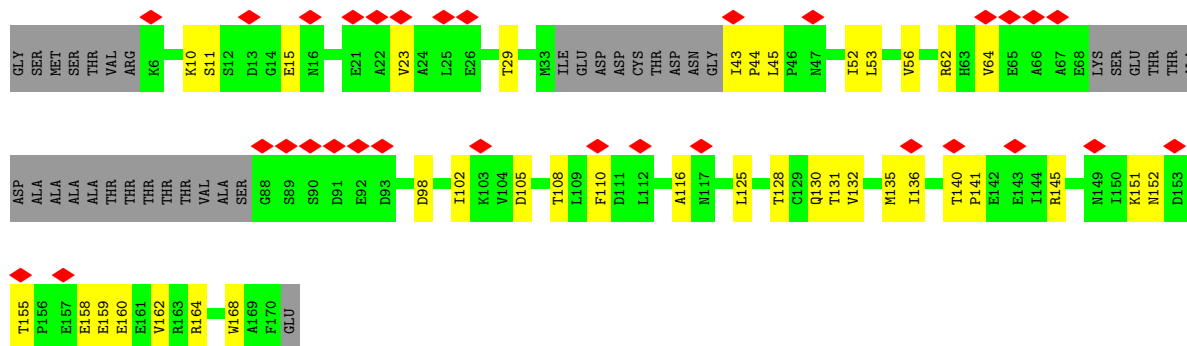 GLY SER MET SER THR VAL ARG K6 K10 S11 S12 D13 G14 E15 N16 E21 A22 V23 A24 L25 E26 T29 M33 ILE GLU ASP ASP CYS THR ASP ASN GLY I43 P44 L45 P46 N47 I52 L53 V56 R62 H63 V64 E65 A66 A67 E68 LYS SER GLU THR THR
ASP ALA ALA ALA ALA THR THR THR THR THR VAL ALA SER G88 S89 S90 D91 E92 D93 D98 I102 K103 V104 D105 T108 L109 F110 D111 L112 A116 N117 L125 T128 C129 Q130 T131 V132 M135 I136 T140 P141 E142 E143 I144 R145 N149 I150 K151 N152 D153
T155 P156 E157 E158 E159 E160 E161 V162 R163 R164 W168 A169 F170 GLU